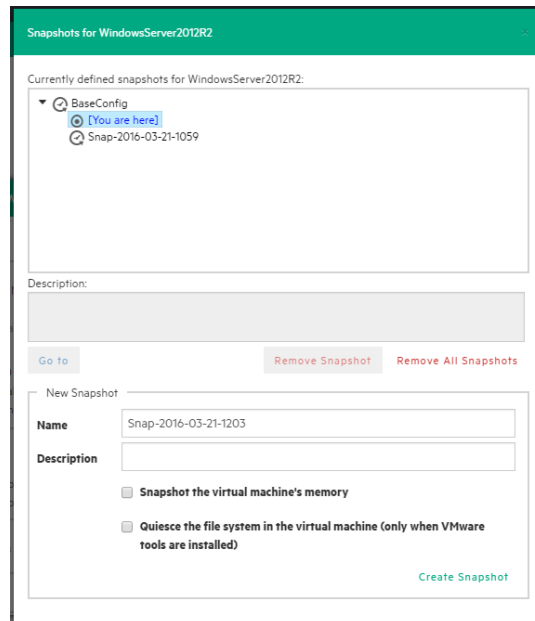 Snapshots for WindowsServer2012R2
Currently defined snapshots for WindowsServer2012R2:
BaseConfig
[You are here]
Snap-2016-03-21-1059
Description:
Go to Remove Snapshot Remove All Snapshots
New Snapshot
Name Snap-2016-03-21-1203
Description
Snapshot the virtual machine's memory
Quiesce the file system in the virtual machine (only when VMware
tools are installed)
Create Snapshot